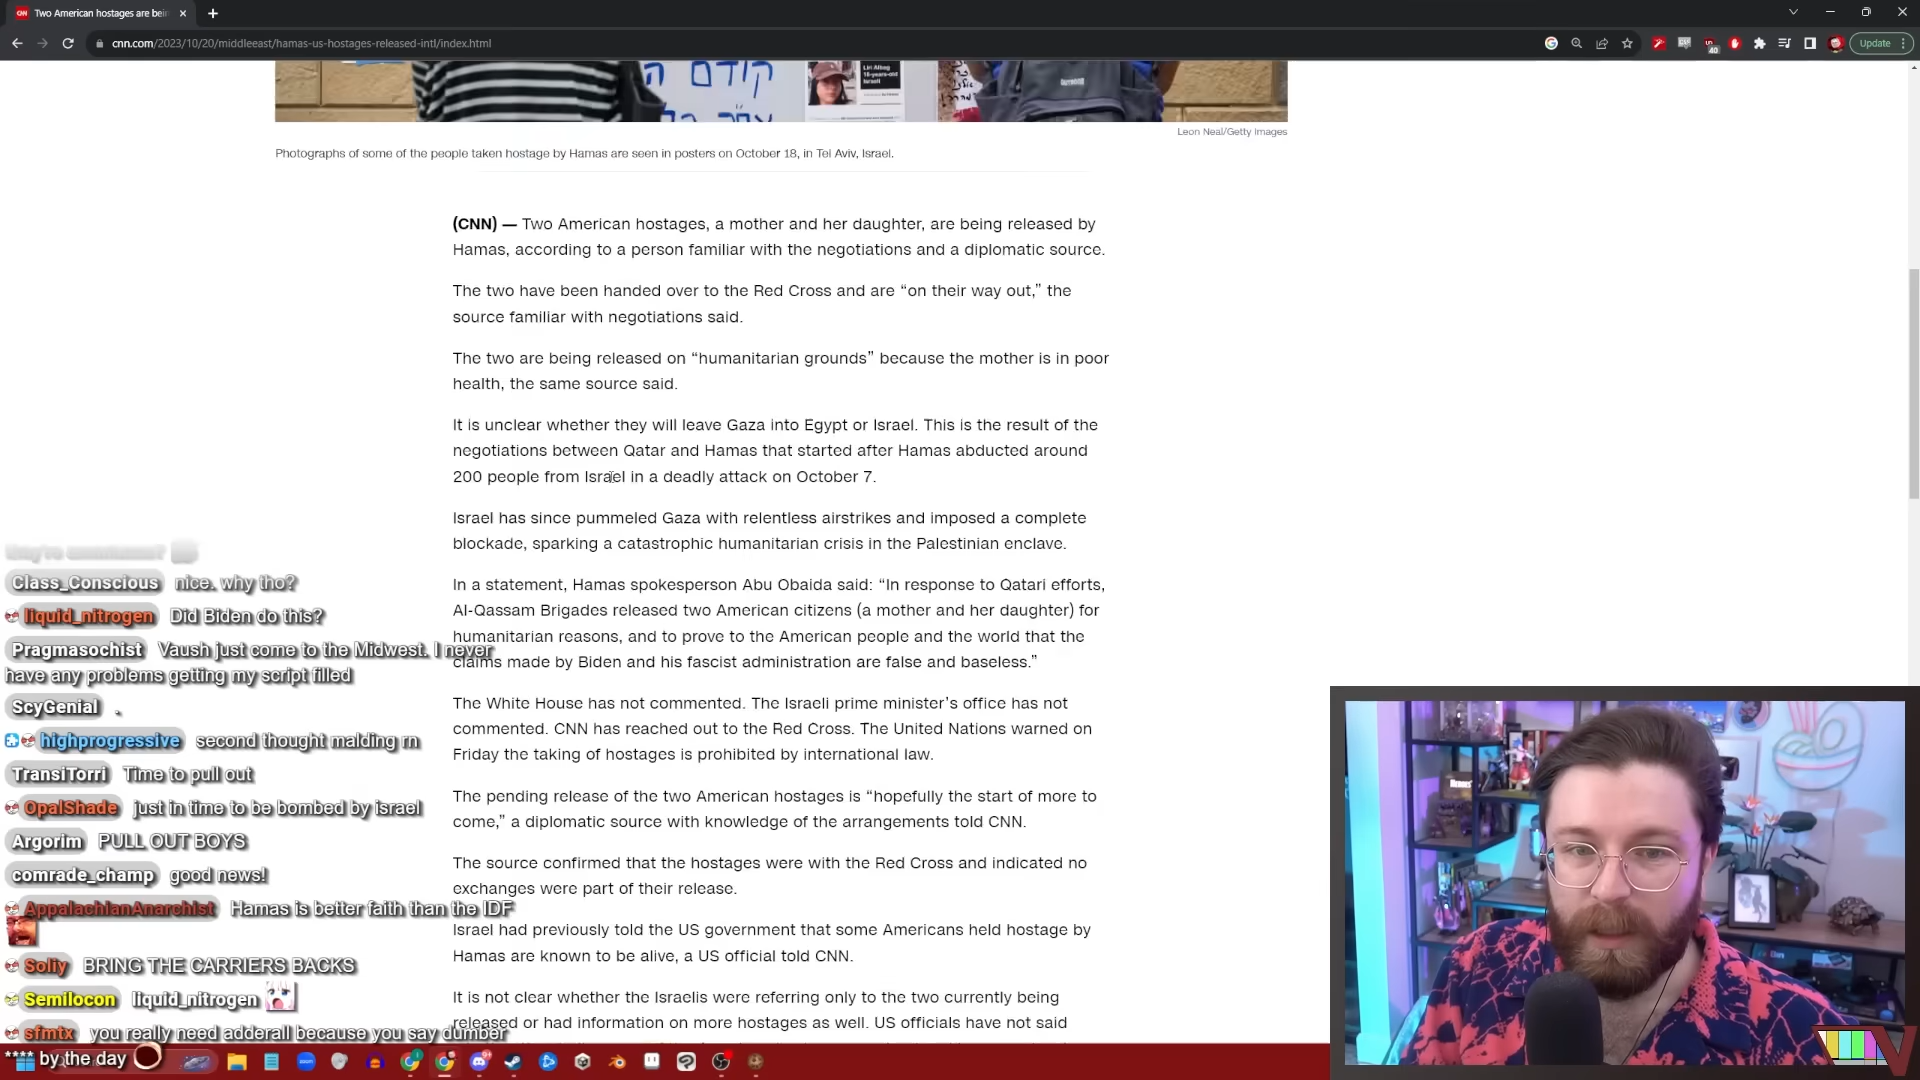 Two American hostages are bei
cnn.com/2023/10/20/middleeast/hamas-us-hostages-released-intl/index.html
Update
40
קודם ה
Liri Albag
18-years-old
Israeli
Leon Neal/Getty Images
Photographs of some of the people taken hostage by Hamas are seen in posters on October 18, in Tel Aviv, Israel.
(CNN) — Two American hostages, a mother and her daughter, are being released by
Hamas, according to a person familiar with the negotiations and a diplomatic source.
The two have been handed over to the Red Cross and are “on their way out,” the
source familiar with negotiations said.
The two are being released on “humanitarian grounds” because the mother is in poor
health, the same source said.
It is unclear whether they will leave Gaza into Egypt or Israel. This is the result of the
negotiations between Qatar and Hamas that started after Hamas abducted around
200 people from Israel in a deadly attack on October 7.
Israel has since pummeled Gaza with relentless airstrikes and imposed a complete
blockade, sparking a catastrophic humanitarian crisis in the Palestinian enclave.
In a statement, Hamas spokesperson Abu Obaida said: “In response to Qatari efforts,
Al-Qassam Brigades released two American citizens (a mother and her daughter) for
humanitarian reasons, and to prove to the American people and the world that the
claims made by Biden and his fascist administration are false and baseless.”
The White House has not commented. The Israeli prime minister’s office has not
commented. CNN has reached out to the Red Cross. The United Nations warned on
Friday the taking of hostages is prohibited by international law.
The pending release of the two American hostages is “hopefully the start of more to
come,” a diplomatic source with knowledge of the arrangements told CNN.
The source confirmed that the hostages were with the Red Cross and indicated no
exchanges were part of their release.
Israel had previously told the US government that some Americans held hostage by
Hamas are known to be alive, a US official told CNN.
It is not clear whether the Israelis were referring only to the two currently being
released or had information on more hostages as well. US officials have not said
Class_Conscious nice. why tho?
liquid_nitrogen Did Biden do this?
Pragmasochist Vaush just come to the Midwest. I never
have any problems getting my script filled
ScyGenial .
highprogressive second thought malding rn
TransiTorri Time to pull out
OpalShade just in time to be bombed by israel
Argorim PULL OUT BOYS
comrade_champ good news!
AppalachianAnarchist Hamas is better faith than the IDF
Soliy BRING THE CARRIERS BACKS
Semilocon liquid_nitrogen
sfmtx you really need adderall because you say dumber
**** by the day